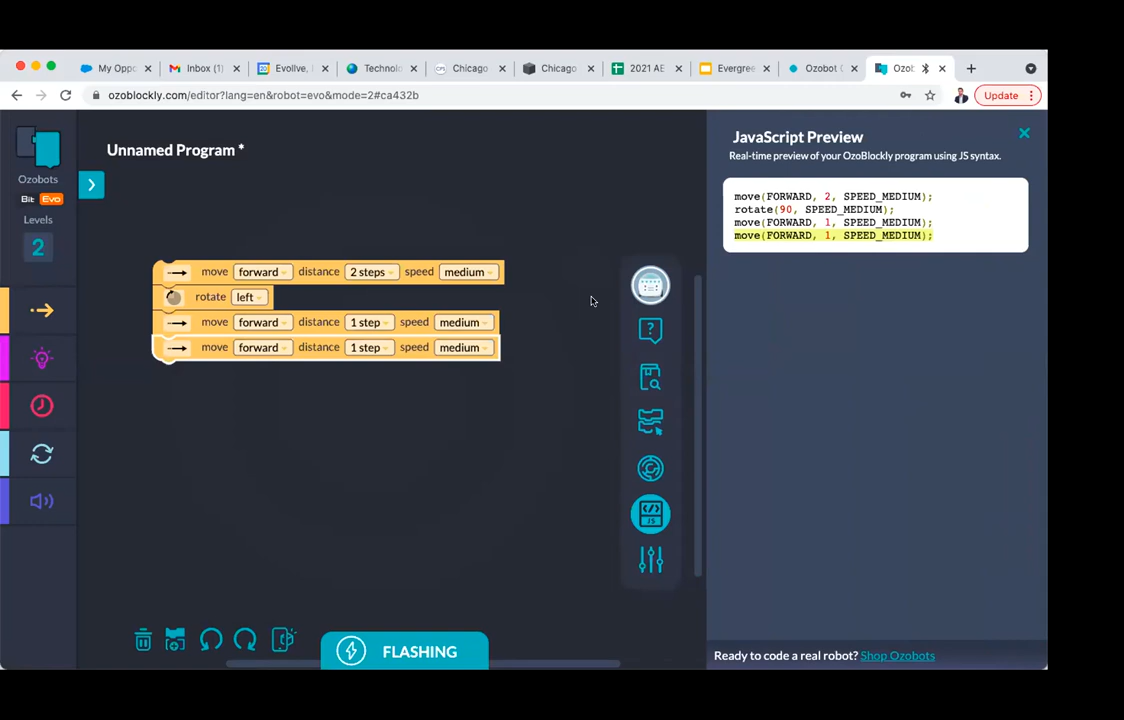 My Oppo
Inbox (1)
Evollve, I
Technolo
Chicago
Chicago
2021 AE
Evergree
Ozobot C
Ozob
ozoblockly.com/editor?lang=en&robot=evo&mode=2#ca432b
Update
Ozobots
Bit Evo
Levels
2
Unnamed Program *
move forward distance 2 steps speed medium
rotate left
move forward distance 1 step speed medium
move forward distance 1 step speed medium
JS
FLASHING
JavaScript Preview
Real-time preview of your OzoBlockly program using JS syntax.
move(FORWARD, 2, SPEED_MEDIUM);
rotate(90, SPEED_MEDIUM);
move(FORWARD, 1, SPEED_MEDIUM);
move(FORWARD, 1, SPEED_MEDIUM);
Ready to code a real robot? Shop Ozobots